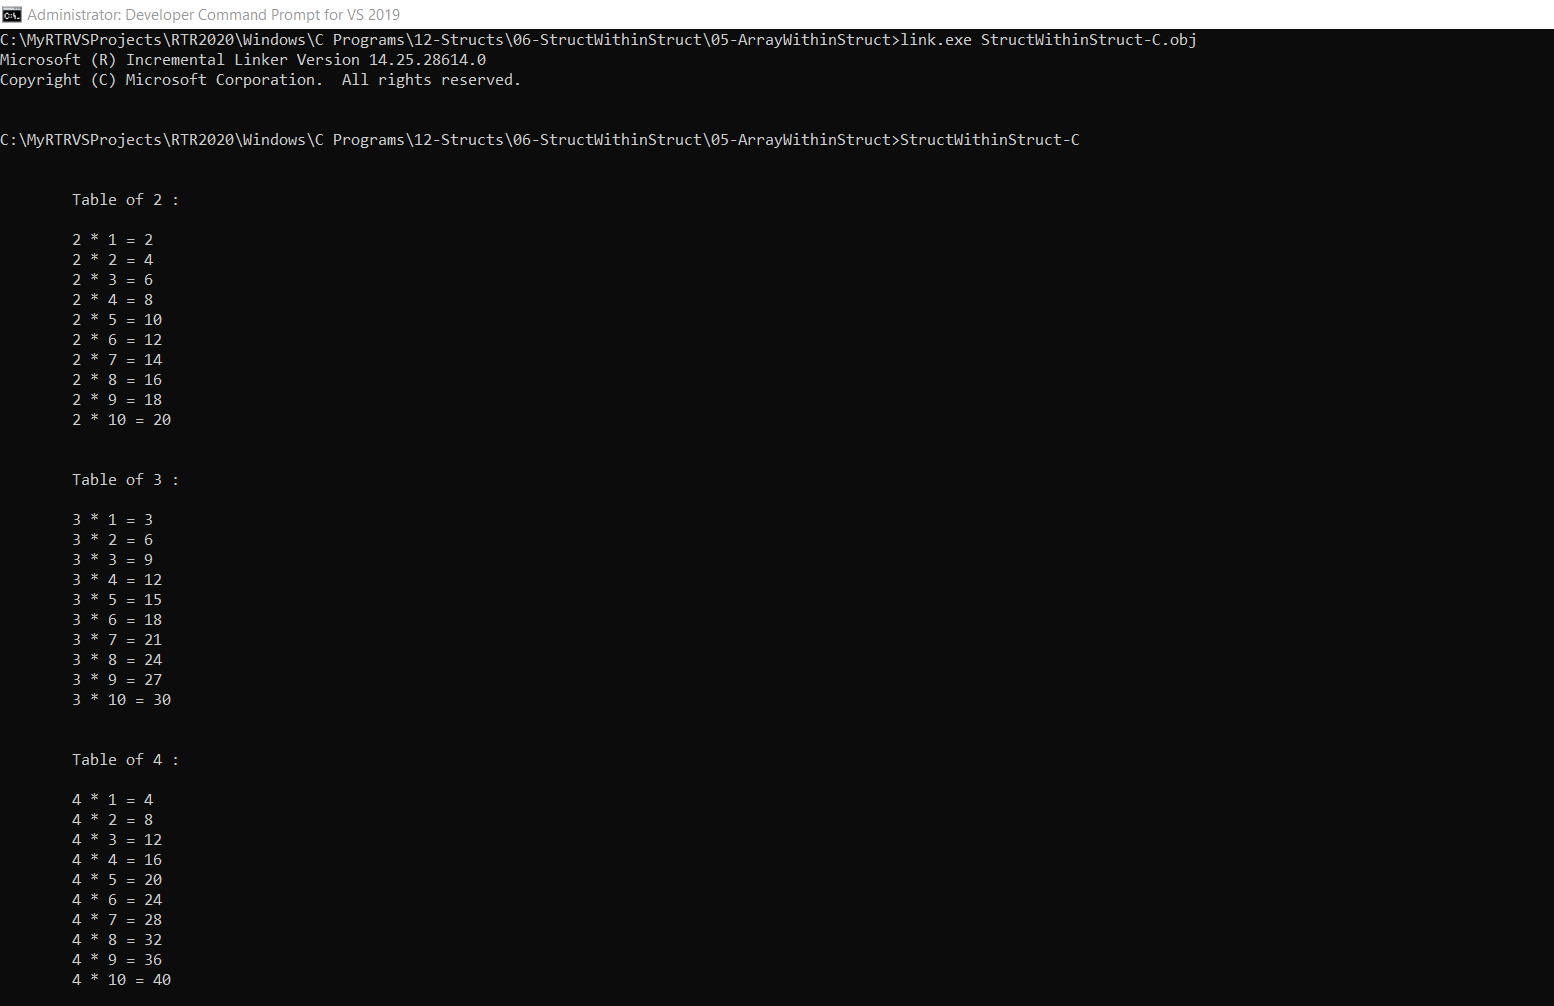 Administrator: Developer Command Prompt for VS 2019
C:\MyRTRVSProjects\RTR2020\Windows\C Programs\12-Structs\06-StructWithinStruct\05-ArrayWithinStruct>link.exe StructWithinStruct-C.obj
Microsoft (R) Incremental Linker Version 14.25.28614.0
Copyright (C) Microsoft Corporation.  All rights reserved.
C:\MyRTRVSProjects\RTR2020\Windows\C Programs\12-Structs\06-StructWithinStruct\05-ArrayWithinStruct>StructWithinStruct-C
Table of 2 :
2 * 1 = 2
2 * 2 = 4
2 * 3 = 6
2 * 4 = 8
2 * 5 = 10
2 * 6 = 12
2 * 7 = 14
2 * 8 = 16
2 * 9 = 18
2 * 10 = 20
Table of 3 :
3 * 1 = 3
3 * 2 = 6
3 * 3 = 9
3 * 4 = 12
3 * 5 = 15
3 * 6 = 18
3 * 7 = 21
3 * 8 = 24
3 * 9 = 27
3 * 10 = 30
Table of 4 :
4 * 1 = 4
4 * 2 = 8
4 * 3 = 12
4 * 4 = 16
4 * 5 = 20
4 * 6 = 24
4 * 7 = 28
4 * 8 = 32
4 * 9 = 36
4 * 10 = 40